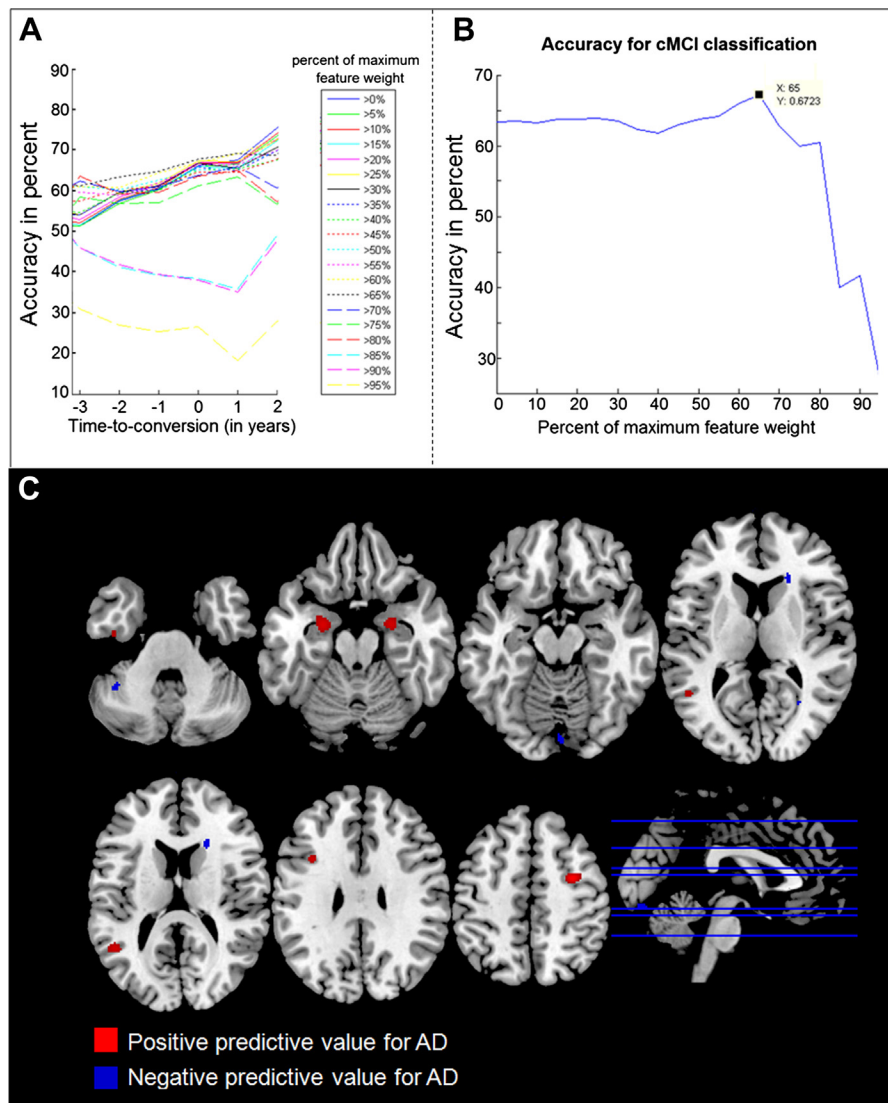 A
90
80
70
60
50
40
30
20
10
Accuracy in percent
-3 -2 -1 0 1 2
Time-to-conversion (in years)
percent of maximum
feature weight
>0%
>5%
>10%
>15%
>20%
>25%
>30%
>35%
>40%
>45%
>50%
>55%
>60%
>65%
>70%
>75%
>80%
>85%
>90%
>95%
B
Accuracy for cMCI classification
70
60
50
40
30
Accuracy in percent
X: 65
Y: 0.6723
0 10 20 30 40 50 60 70 80 90
Percent of maximum feature weight
C
Positive predictive value for AD
Negative predictive value for AD